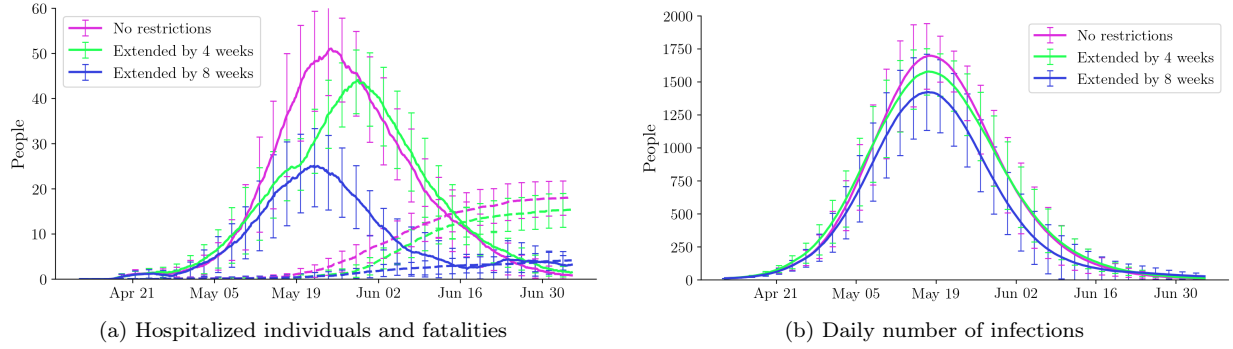 60
50
40
30
20
10
0
People
No restrictions
Extended by 4 weeks
Extended by 8 weeks
Apr 21
May 05
May 19
Jun 02
Jun 16
Jun 30
(a) Hospitalized individuals and fatalities
2000
1750
1500
1250
1000
750
500
250
0
People
No restrictions
Extended by 4 weeks
Extended by 8 weeks
Apr 21
May 05
May 19
Jun 02
Jun 16
Jun 30
(b) Daily number of infections